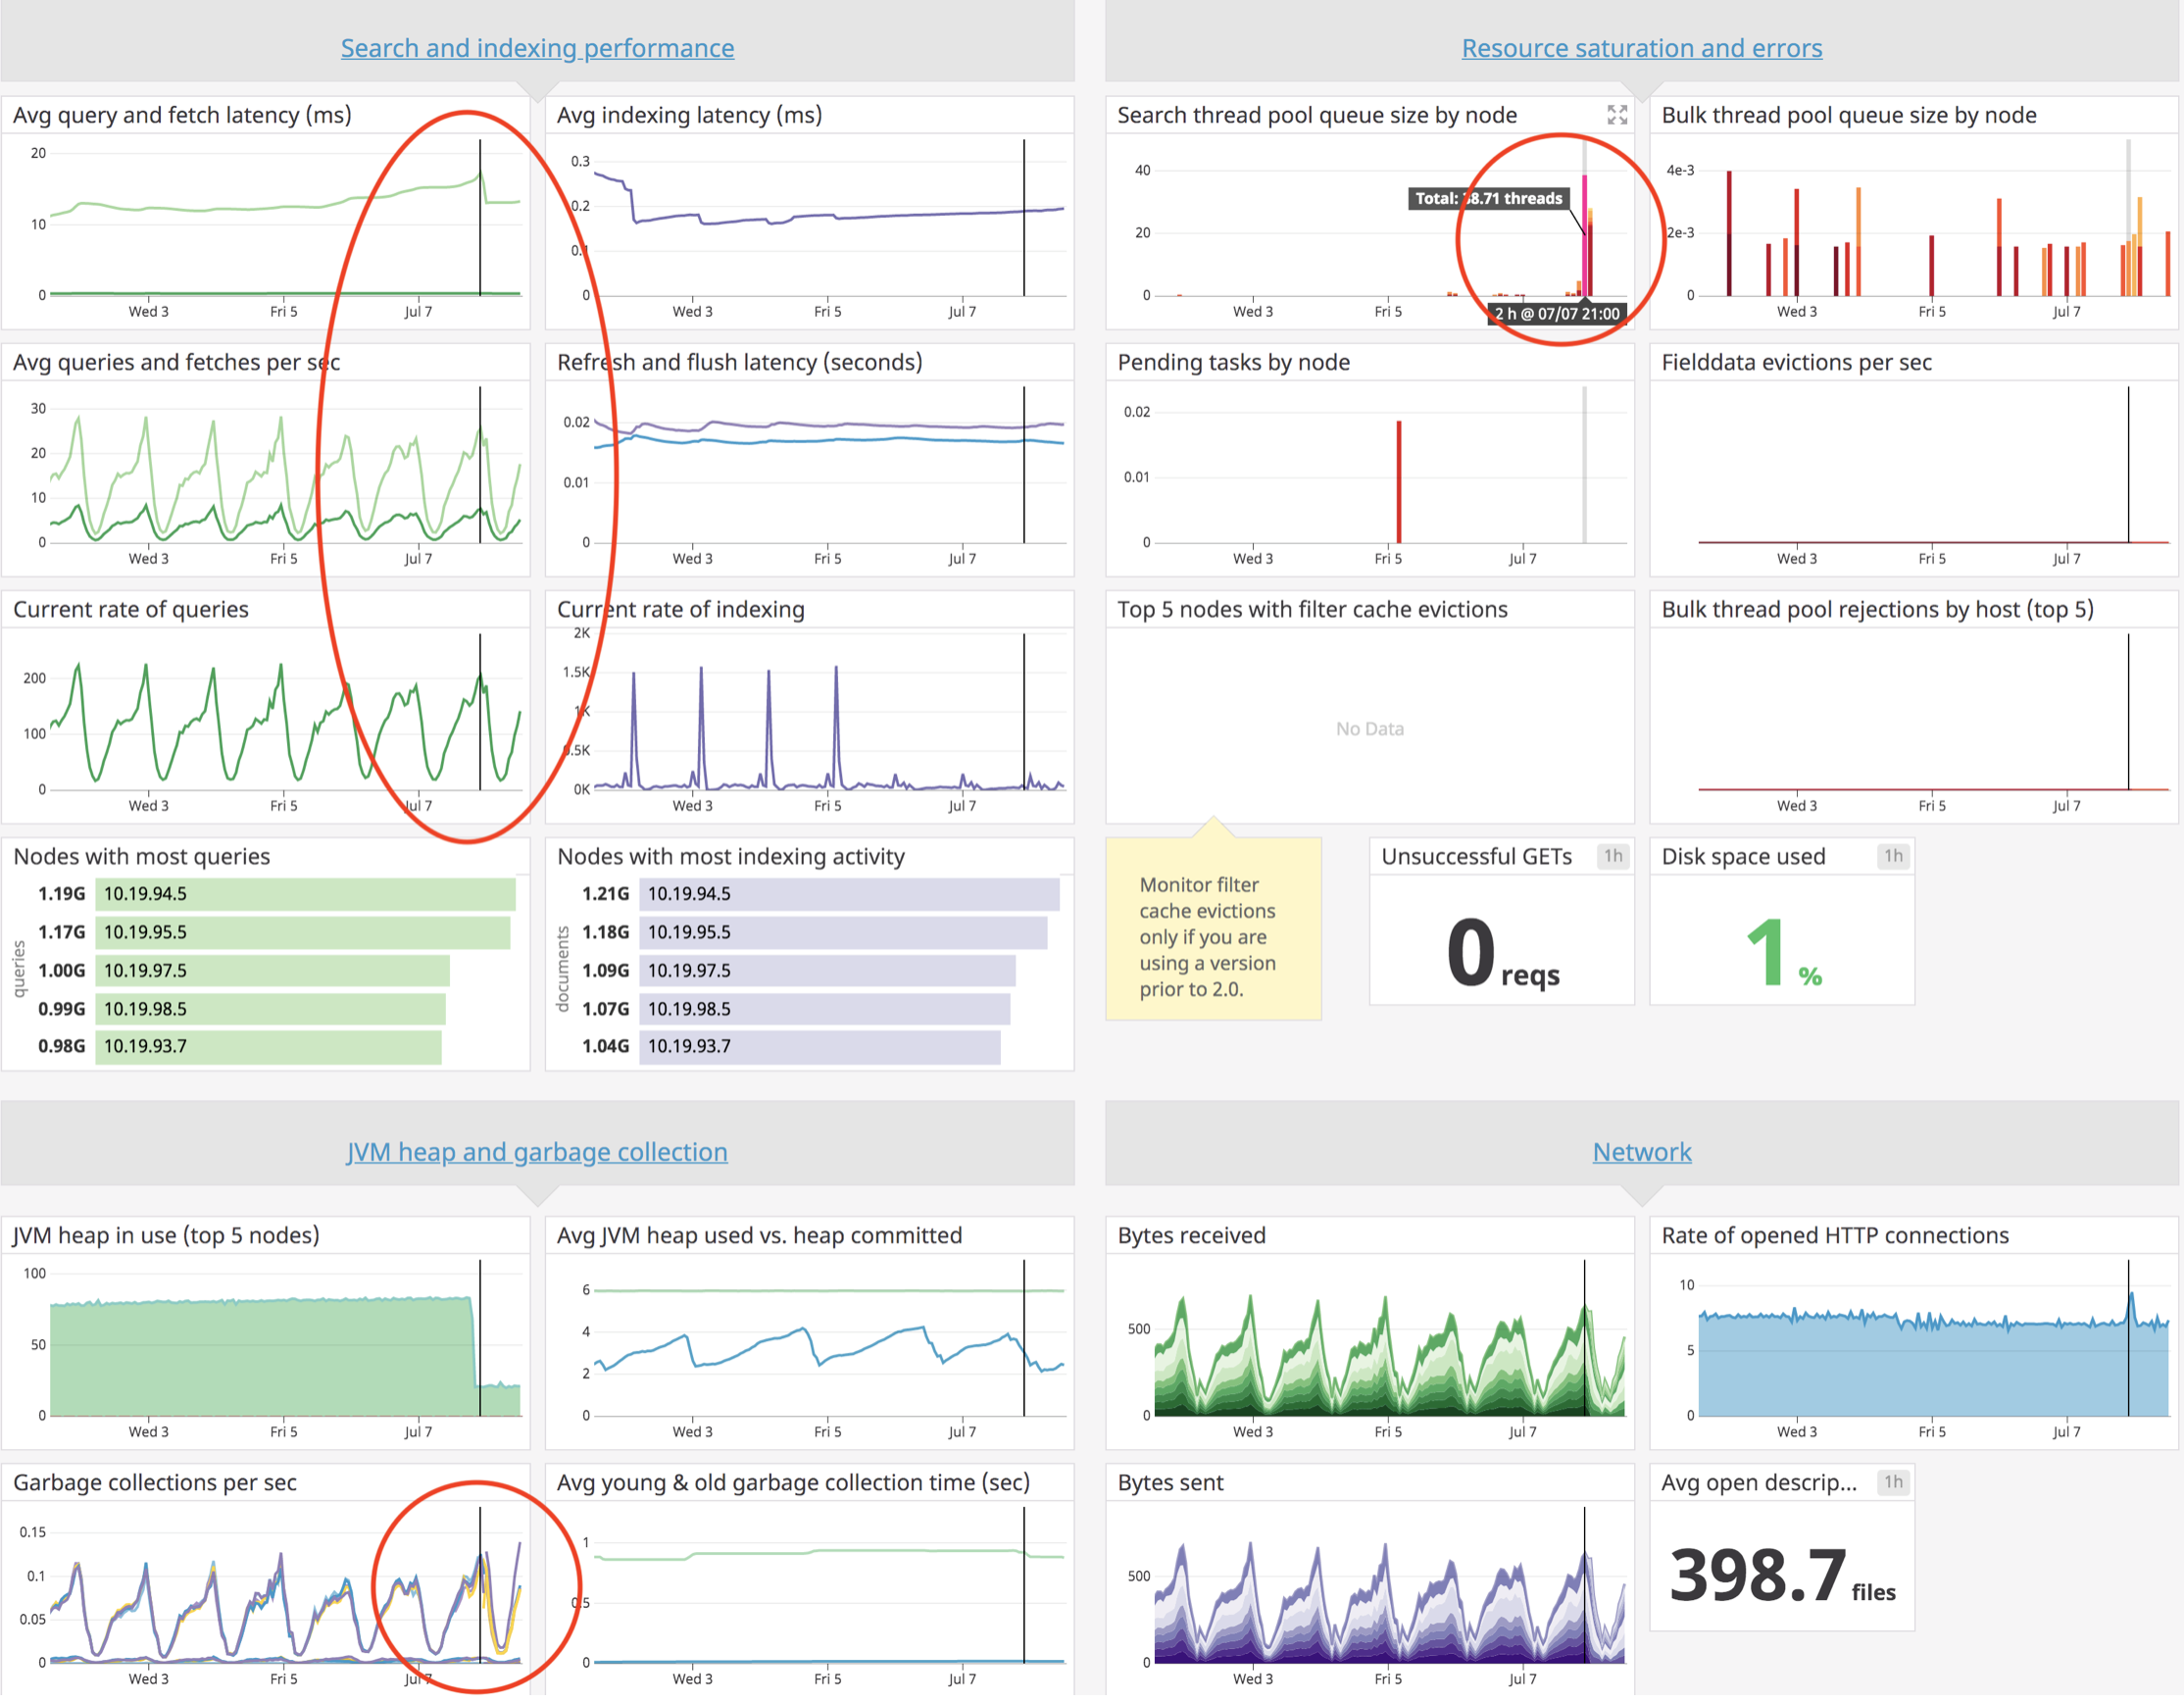 Search and indexing performance
Avg query and fetch latency (ms)
20
10
0
Wed 3
Fri 5
Jul 7
Avg indexing latency (ms)
0.3
0.2
0.1
0
Wed 3
Fri 5
Jul 7
Avg queries and fetches per sec
30
20
10
0
Wed 3
Fri 5
Jul 7
Refresh and flush latency (seconds)
0.02
0.01
0
Wed 3
Fri 5
Jul 7
Current rate of queries
200
100
0
Wed 3
Fri 5
Jul 7
Current rate of indexing
2K
1.5K
1K
0.5K
0K
Wed 3
Fri 5
Jul 7
Nodes with most queries
queries
1.19G 10.19.94.5
1.17G 10.19.95.5
1.00G 10.19.97.5
0.99G 10.19.98.5
0.98G 10.19.93.7
Nodes with most indexing activity
documents
1.21G 10.19.94.5
1.18G 10.19.95.5
1.09G 10.19.97.5
1.07G 10.19.98.5
1.04G 10.19.93.7
Resource saturation and errors
Search thread pool queue size by node
40
20
0
Total: 38.71 threads
2 h @ 07/07 21:00
Wed 3
Fri 5
Bulk thread pool queue size by node
4e-3
2e-3
0
Wed 3
Fri 5
Jul 7
Pending tasks by node
0.02
0.01
0
Wed 3
Fri 5
Jul 7
Fielddata evictions per sec
Wed 3
Fri 5
Jul 7
Top 5 nodes with filter cache evictions
No Data
Bulk thread pool rejections by host (top 5)
Wed 3
Fri 5
Jul 7
Monitor filter
cache evictions
only if you are
using a version
prior to 2.0.
Unsuccessful GETs 1h
0 reqs
Disk space used 1h
1 %
JVM heap and garbage collection
JVM heap in use (top 5 nodes)
100
50
0
Wed 3
Fri 5
Jul 7
Avg JVM heap used vs. heap committed
6
4
2
0
Wed 3
Fri 5
Jul 7
Garbage collections per sec
0.15
0.1
0.05
0
Wed 3
Fri 5
Jul 7
Avg young & old garbage collection time (sec)
1
0.5
0
Wed 3
Fri 5
Jul 7
Network
Bytes received
500
0
Wed 3
Fri 5
Jul 7
Rate of opened HTTP connections
10
5
0
Wed 3
Fri 5
Jul 7
Bytes sent
500
0
Wed 3
Fri 5
Jul 7
Avg open descrip... 1h
398.7 files